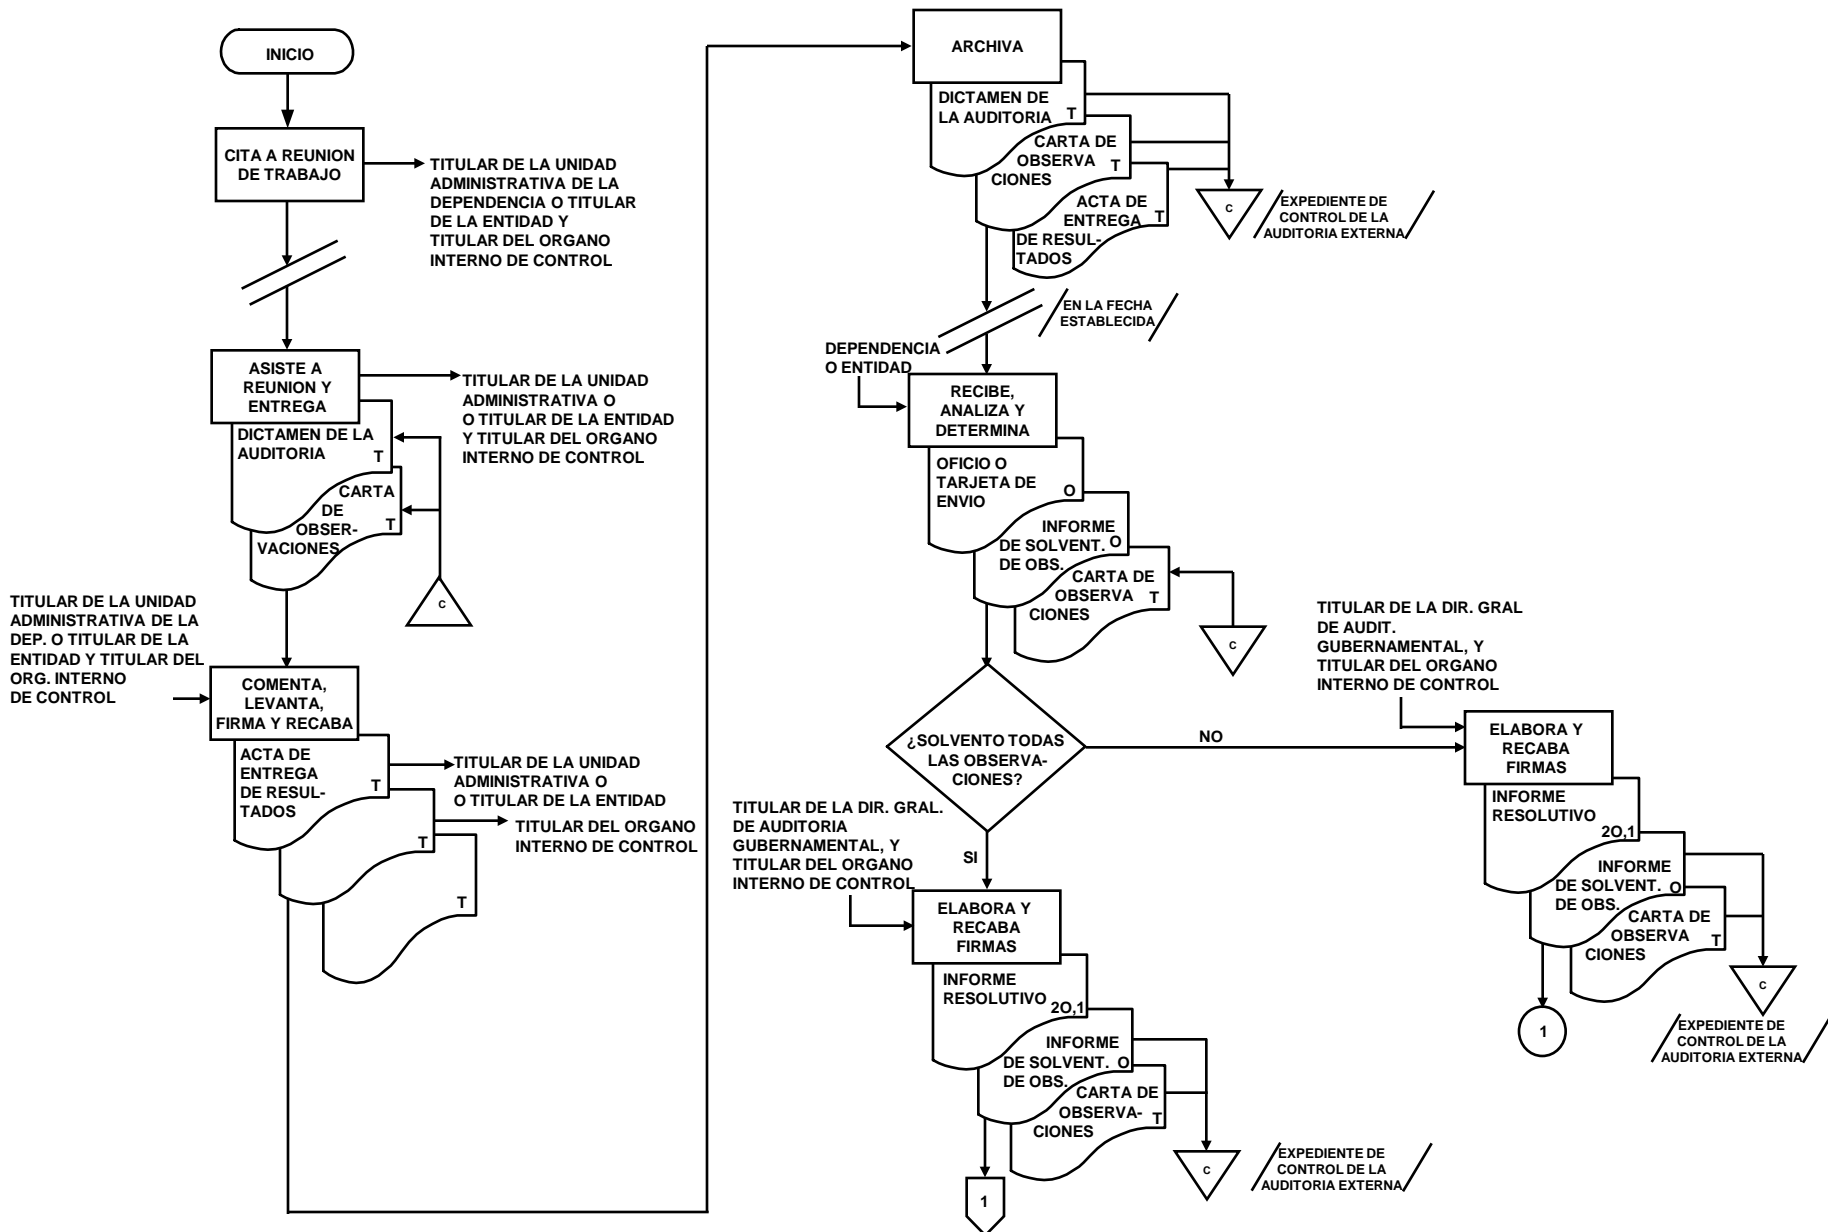 INICIO
CITA A REUNION
DE TRABAJO
TITULAR DE LA UNIDAD
ADMINISTRATIVA DE LA
DEPENDENCIA O TITULAR
DE LA ENTIDAD Y
TITULAR DEL ORGANO
INTERNO DE CONTROL
ASISTE A
REUNION Y
ENTREGA
TITULAR DE LA UNIDAD
ADMINISTRATIVA O
O TITULAR DE LA ENTIDAD
Y TITULAR DEL ORGANO
INTERNO DE CONTROL
DICTAMEN DE LA
AUDITORIA
T
CARTA
DE
OBSER-
VACIONES
T
C
TITULAR DE LA UNIDAD
ADMINISTRATIVA DE LA
DEP. O TITULAR DE LA
ENTIDAD Y TITULAR DEL
ORG. INTERNO
DE CONTROL
COMENTA,
LEVANTA,
FIRMA Y RECABA
ACTA DE
ENTREGA
DE RESUL-
TADOS
T
TITULAR DE LA UNIDAD
ADMINISTRATIVA O
O TITULAR DE LA ENTIDAD
T
TITULAR DEL ORGANO
INTERNO DE CONTROL
T
ARCHIVA
DICTAMEN DE
LA AUDITORIA
T
CARTA DE
OBSERVA
CIONES
T
ACTA DE
ENTREGA
DE RESUL-
TADOS
T
C
EXPEDIENTE DE
CONTROL DE LA
AUDITORIA EXTERNA
EN LA FECHA
ESTABLECIDA
DEPENDENCIA
O ENTIDAD
RECIBE,
ANALIZA Y
DETERMINA
OFICIO O
TARJETA DE
ENVIO
O
INFORME
DE SOLVENT.
DE OBS.
O
CARTA DE
OBSERVA
CIONES
T
C
¿SOLVENTO TODAS
LAS OBSERVA-
CIONES?
NO
TITULAR DE LA DIR. GRAL
DE AUDIT.
GUBERNAMENTAL, Y
TITULAR DEL ORGANO
INTERNO DE CONTROL
ELABORA Y
RECABA
FIRMAS
INFORME
RESOLUTIVO
2O,1
INFORME
DE SOLVENT.
DE OBS.
O
CARTA DE
OBSERVA
CIONES
T
C
1
EXPEDIENTE DE
CONTROL DE LA
AUDITORIA EXTERNA
SI
TITULAR DE LA DIR. GRAL.
DE AUDITORIA
GUBERNAMENTAL, Y
TITULAR DEL ORGANO
INTERNO DE CONTROL
ELABORA Y
RECABA
FIRMAS
INFORME
RESOLUTIVO
2O,1
INFORME
DE SOLVENT.
DE OBS.
O
CARTA DE
OBSERVA-
CIONES
T
C
EXPEDIENTE DE
CONTROL DE LA
AUDITORIA EXTERNA
1